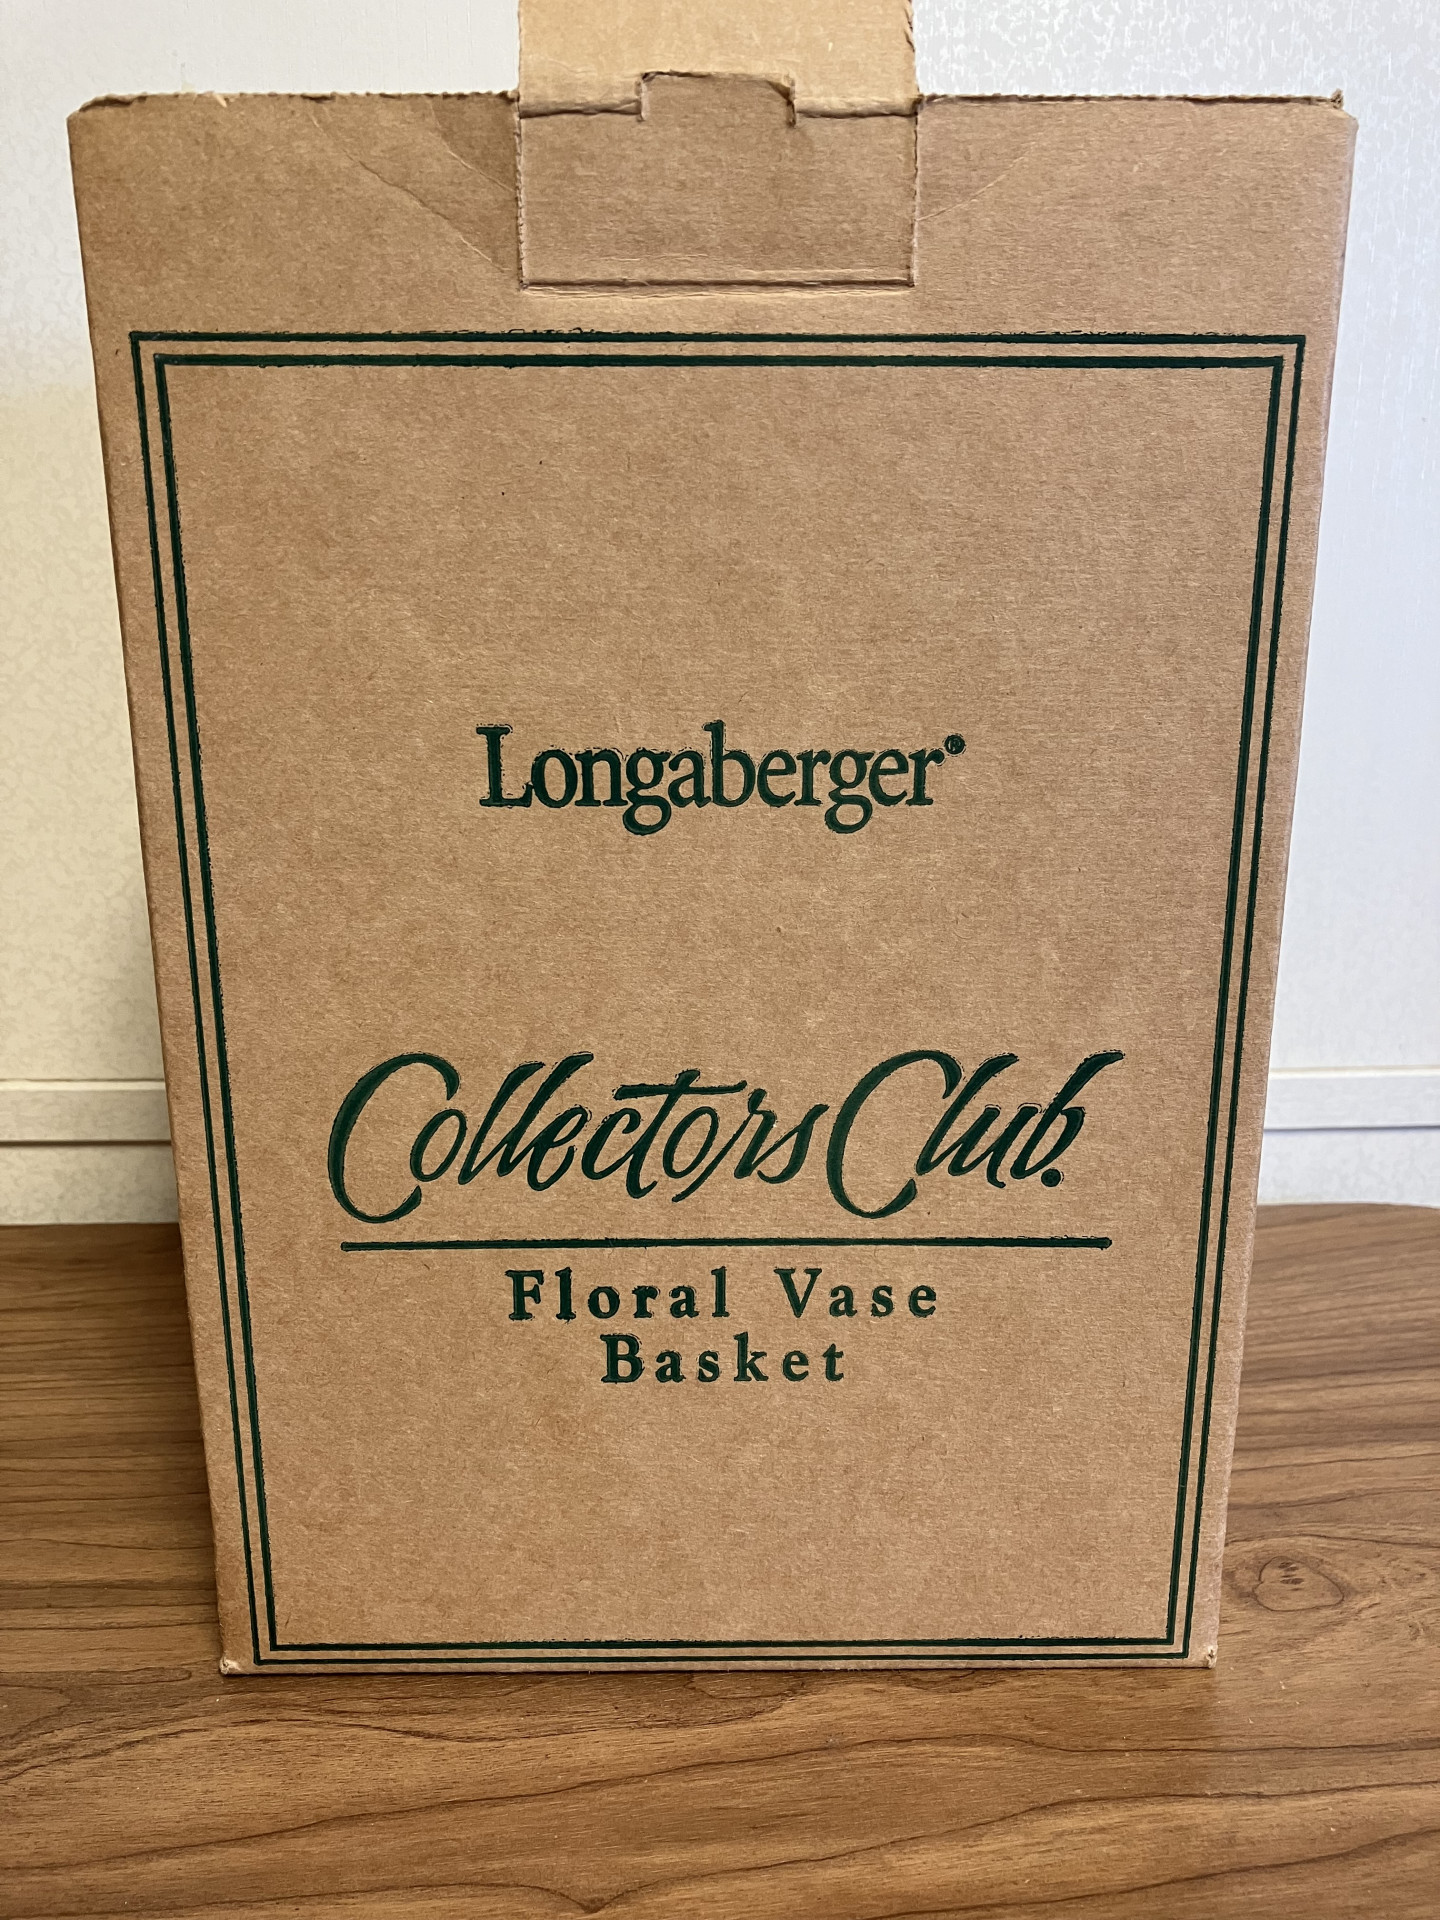 Longaberger®
Collectors Club.
Floral Vase
Basket